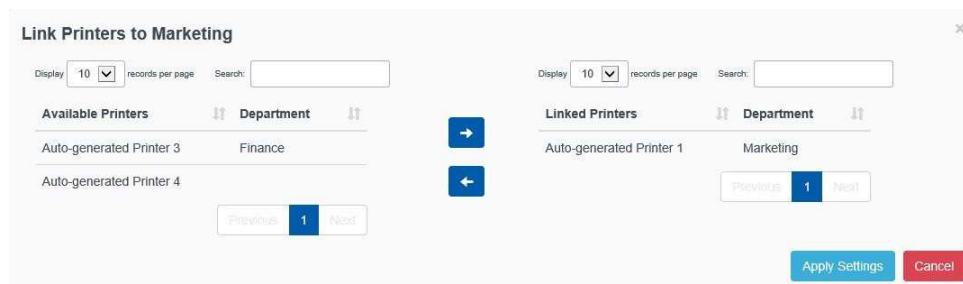 Link Printers to Marketing
×
Display 10 records per page Search:
Available Printers Department
Auto-generated Printer 3 Finance
Auto-generated Printer 4
Previous 1 Next
Display 10 records per page Search:
Linked Printers Department
Auto-generated Printer 1 Marketing
Previous 1 Next
Apply Settings Cancel